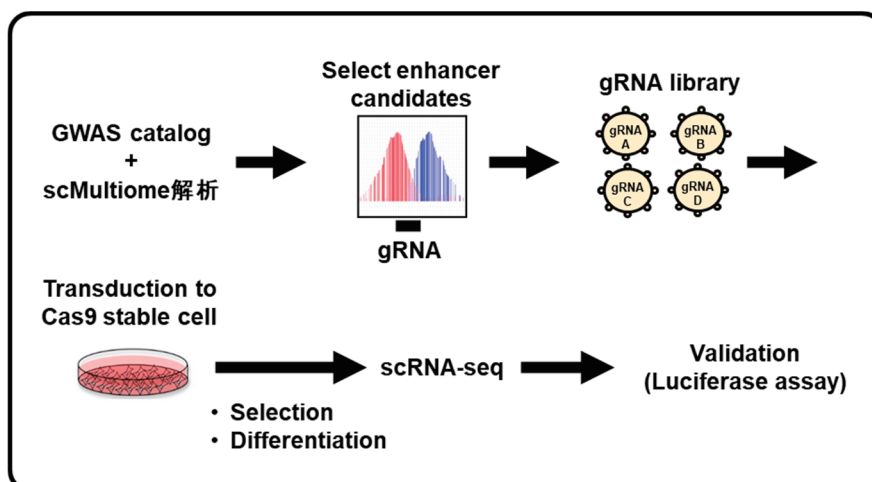 GWAS catalog
+
scMultiome解析
Select enhancer
candidates
gRNA
gRNA library
gRNA
A
gRNA
B
gRNA
C
gRNA
D
Transduction to
Cas9 stable cell
・ Selection
・ Differentiation
scRNA-seq
Validation
(Luciferase assay)